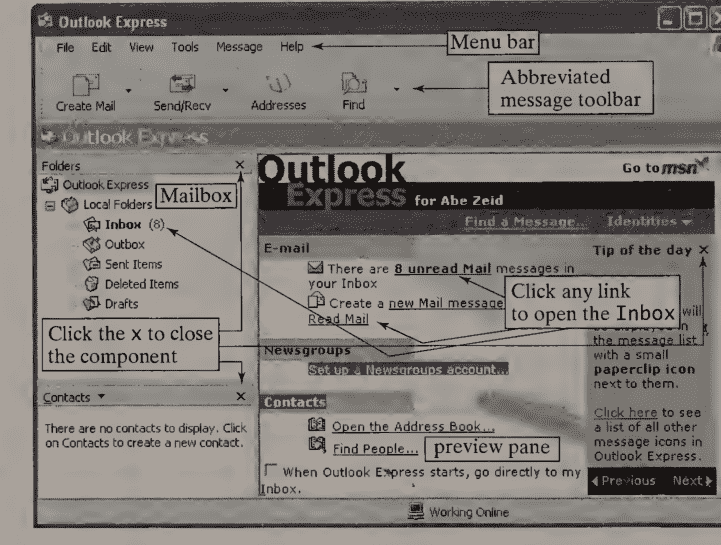 Outlook Express
File Edit View Tools Message Help
Menu bar
Create Mail Send/Recv Addresses Find
Abbreviated
message toolbar
Outlook Express
Folders x
Outlook Express
Mailbox
Local Folders
Inbox (8)
Outbox
Sent Items
Deleted Items
Drafts
Click the x to close
the component
Contacts x
There are no contacts to display. Click
on Contacts to create a new contact.
Outlook
Express for Abe Zeid
Go to msn
Find a Message... Identities
E-mail
There are 8 unread Mail messages in
your Inbox
Create a new Mail message
Read Mail
Click any link
to open the Inbox
Newsgroups
Set up a Newsgroups account...
Contacts
Open the Address Book...
Find People...
preview pane
When Outlook Express starts, go directly to my
Inbox.
Tip of the day x
will
in
the message list
with a small
paperclip icon
next to them.
Click here to see
a list of all other
message icons in
Outlook Express.
Previous Next
Working Online